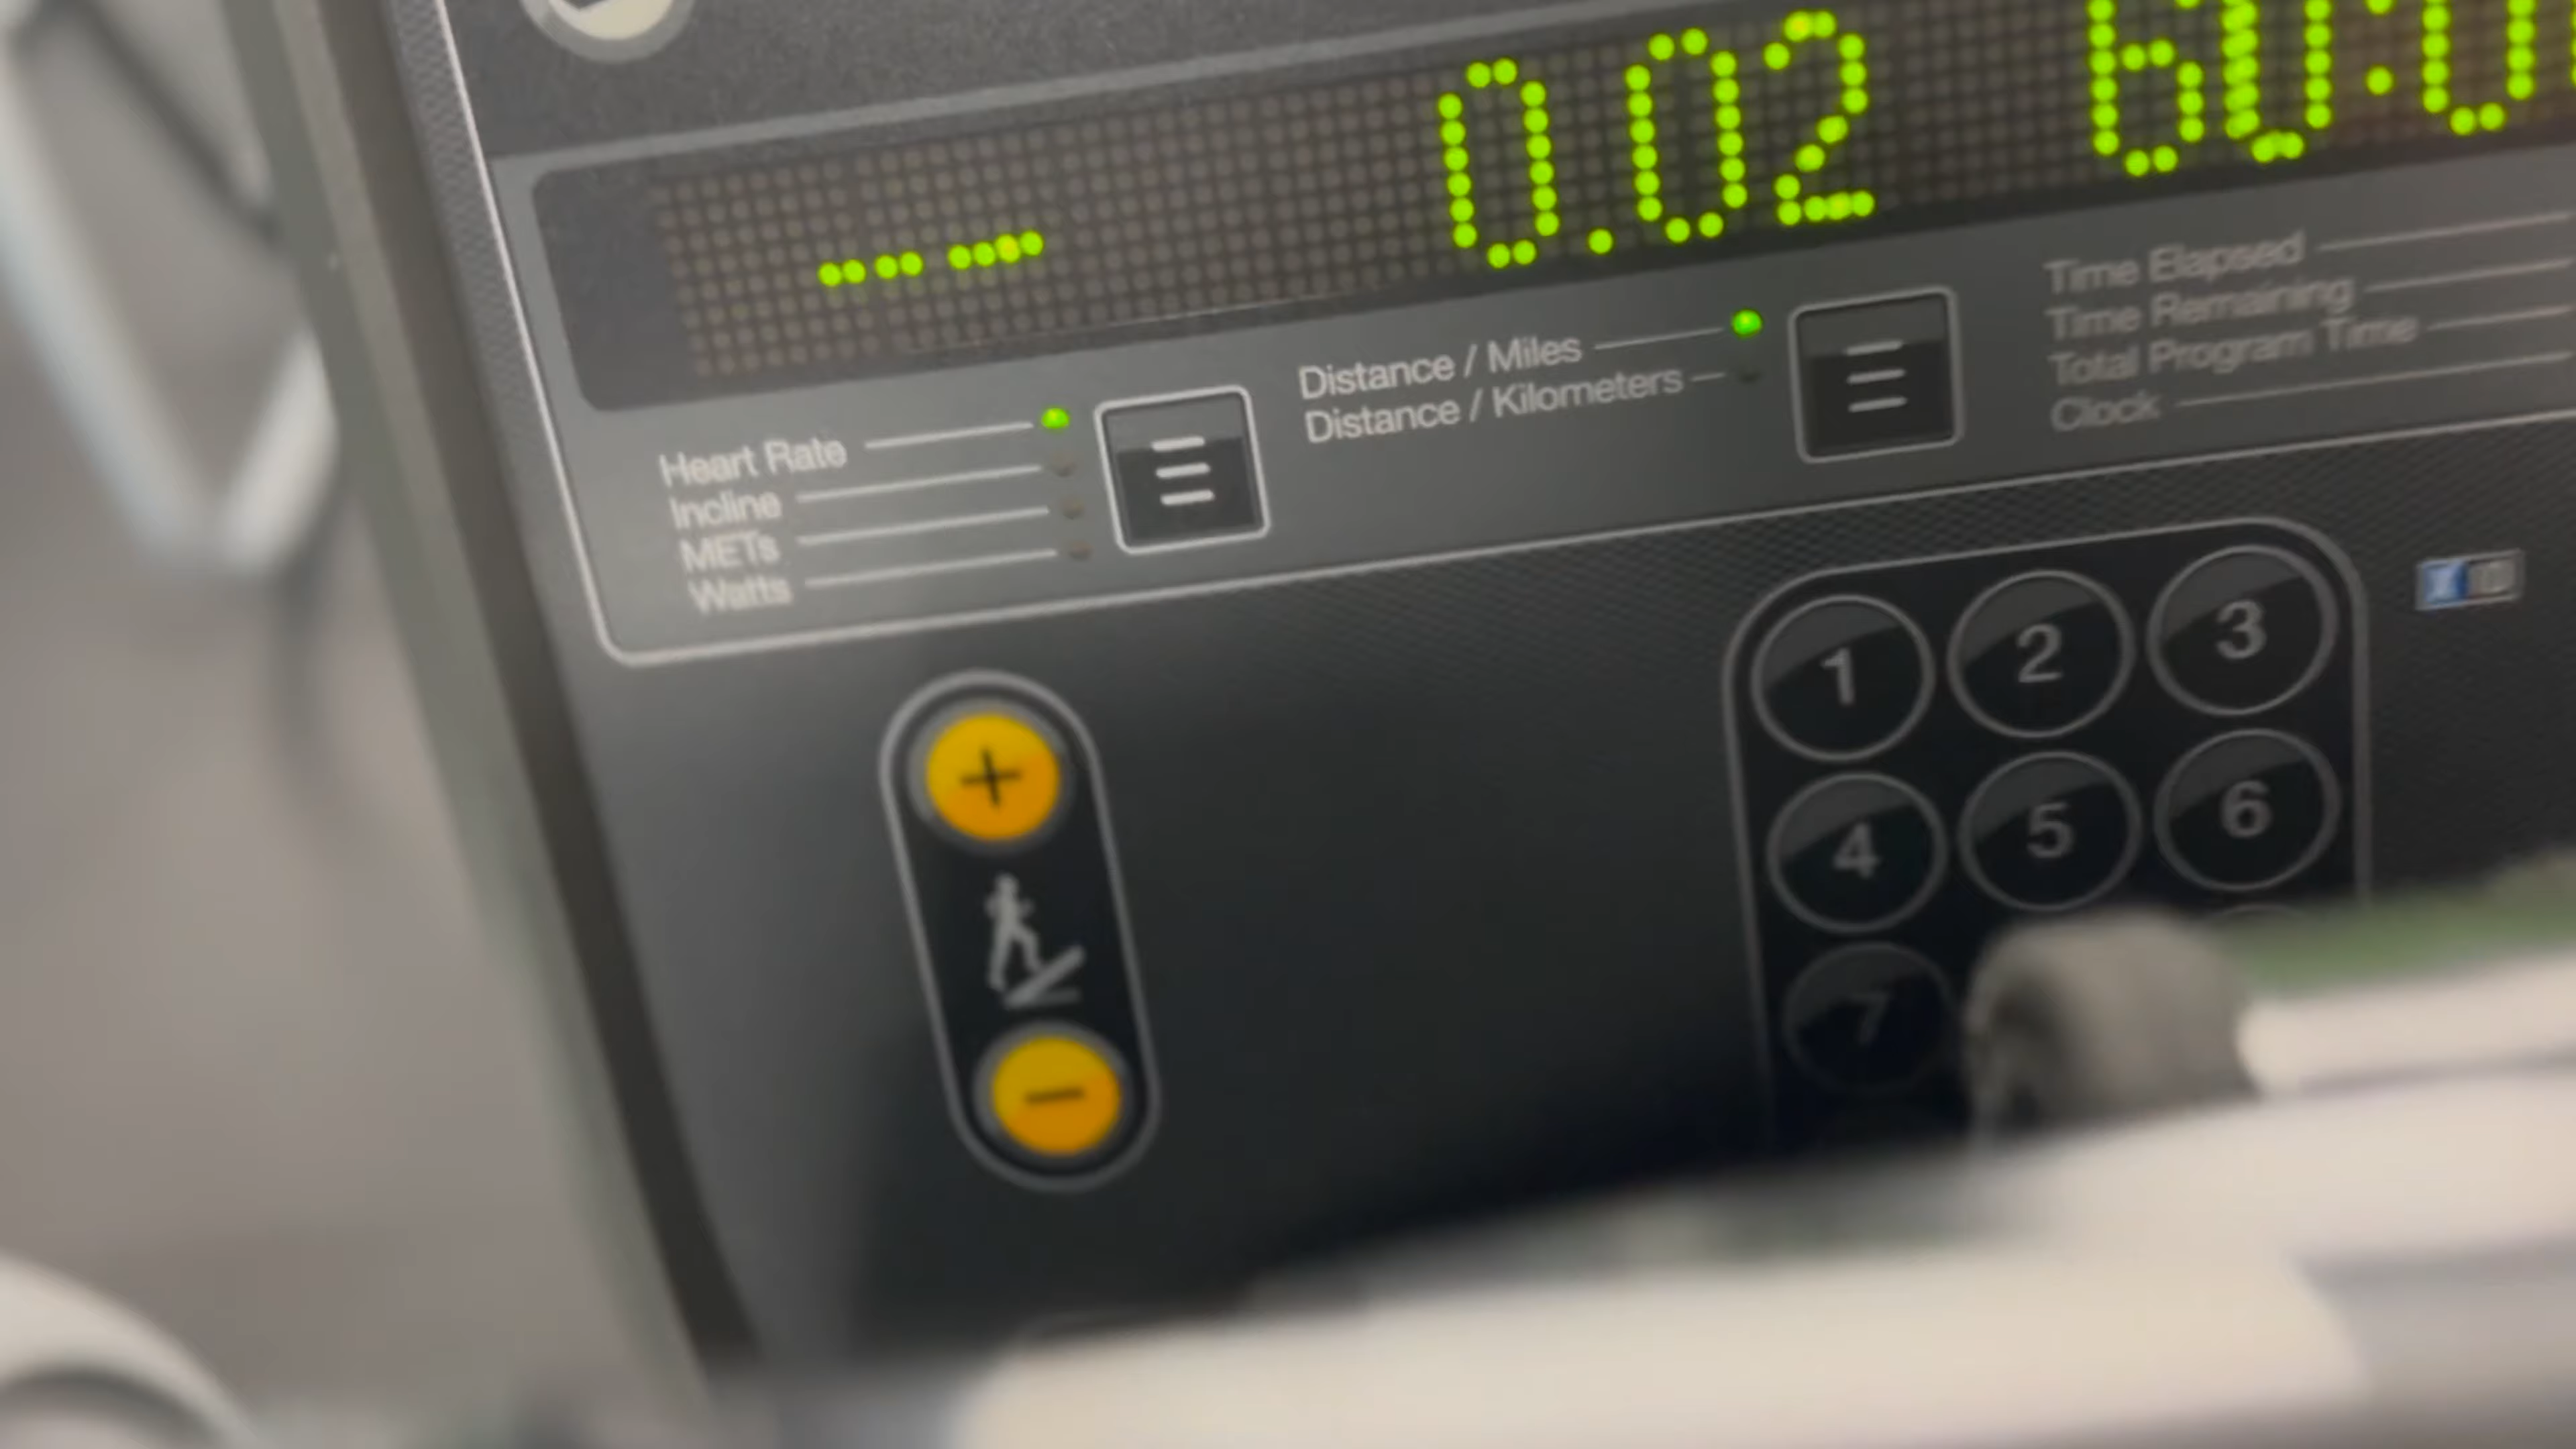 --- 0.02 60:0
Heart Rate
Incline
METs
Watts
Distance / Miles
Distance / Kilometers
Time Elapsed
Time Remaining
Total Program Time
Clock
+
−
1 2 3
4 5 6
7